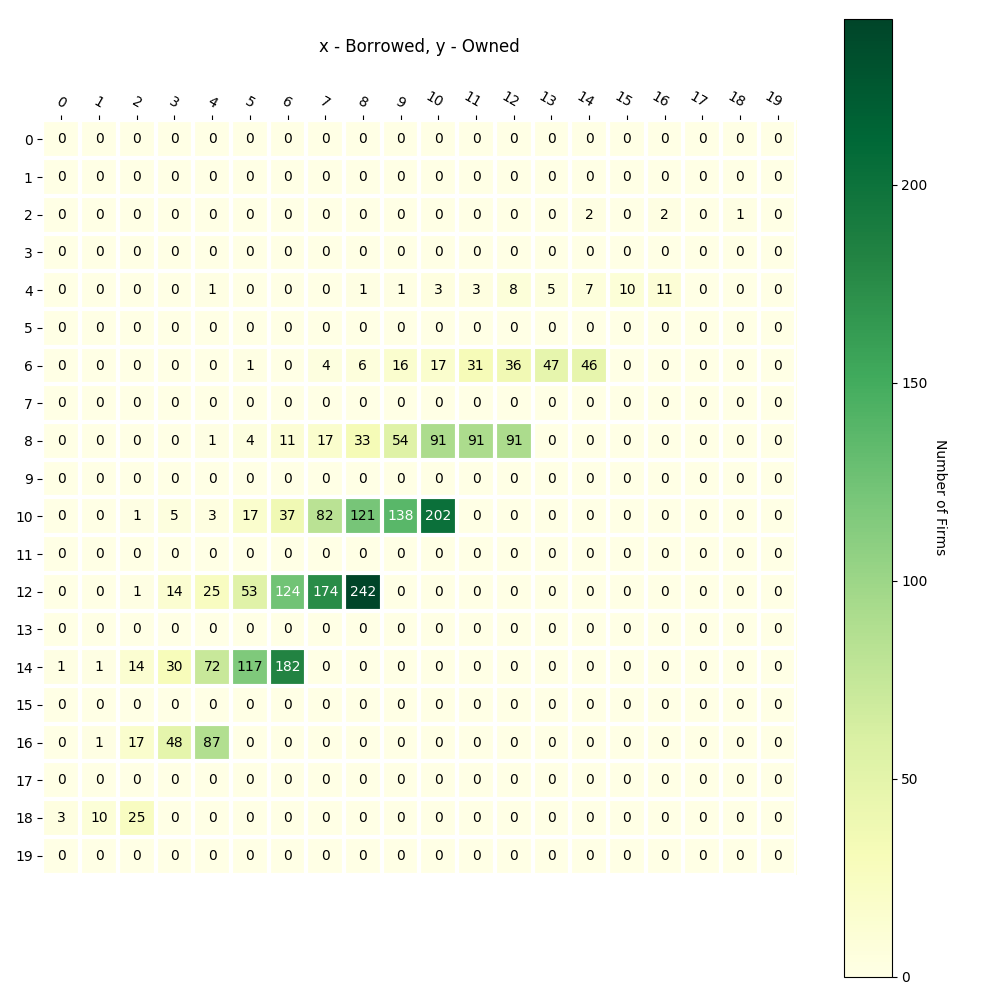 x - Borrowed, y - Owned
0 1 2 3 4 5 6 7 8 9 10 11 12 13 14 15 16 17 18 19
0 0 0 0 0 0 0 0 0 0 0 0 0 0 0 0 0 0 0 0 0
1 0 0 0 0 0 0 0 0 0 0 0 0 0 0 0 0 0 0 0 0
2 0 0 0 0 0 0 0 0 0 0 0 0 0 0 2 0 2 0 1 0
3 0 0 0 0 0 0 0 0 0 0 0 0 0 0 0 0 0 0 0 0
4 0 0 0 0 1 0 0 0 1 1 3 3 8 5 7 10 11 0 0 0
5 0 0 0 0 0 0 0 0 0 0 0 0 0 0 0 0 0 0 0 0
6 0 0 0 0 0 1 0 4 6 16 17 31 36 47 46 0 0 0 0 0
7 0 0 0 0 0 0 0 0 0 0 0 0 0 0 0 0 0 0 0 0
8 0 0 0 0 1 4 11 17 33 54 91 91 91 0 0 0 0 0 0 0
9 0 0 0 0 0 0 0 0 0 0 0 0 0 0 0 0 0 0 0 0
10 0 0 1 5 3 17 37 82 121 138 202 0 0 0 0 0 0 0 0 0
11 0 0 0 0 0 0 0 0 0 0 0 0 0 0 0 0 0 0 0 0
12 0 0 1 14 25 53 124 174 242 0 0 0 0 0 0 0 0 0 0 0
13 0 0 0 0 0 0 0 0 0 0 0 0 0 0 0 0 0 0 0 0
14 1 1 14 30 72 117 182 0 0 0 0 0 0 0 0 0 0 0 0 0
15 0 0 0 0 0 0 0 0 0 0 0 0 0 0 0 0 0 0 0 0
16 0 1 17 48 87 0 0 0 0 0 0 0 0 0 0 0 0 0 0 0
17 0 0 0 0 0 0 0 0 0 0 0 0 0 0 0 0 0 0 0 0
18 3 10 25 0 0 0 0 0 0 0 0 0 0 0 0 0 0 0 0 0
19 0 0 0 0 0 0 0 0 0 0 0 0 0 0 0 0 0 0 0 0
200
150
100
50
0
Number of Firms